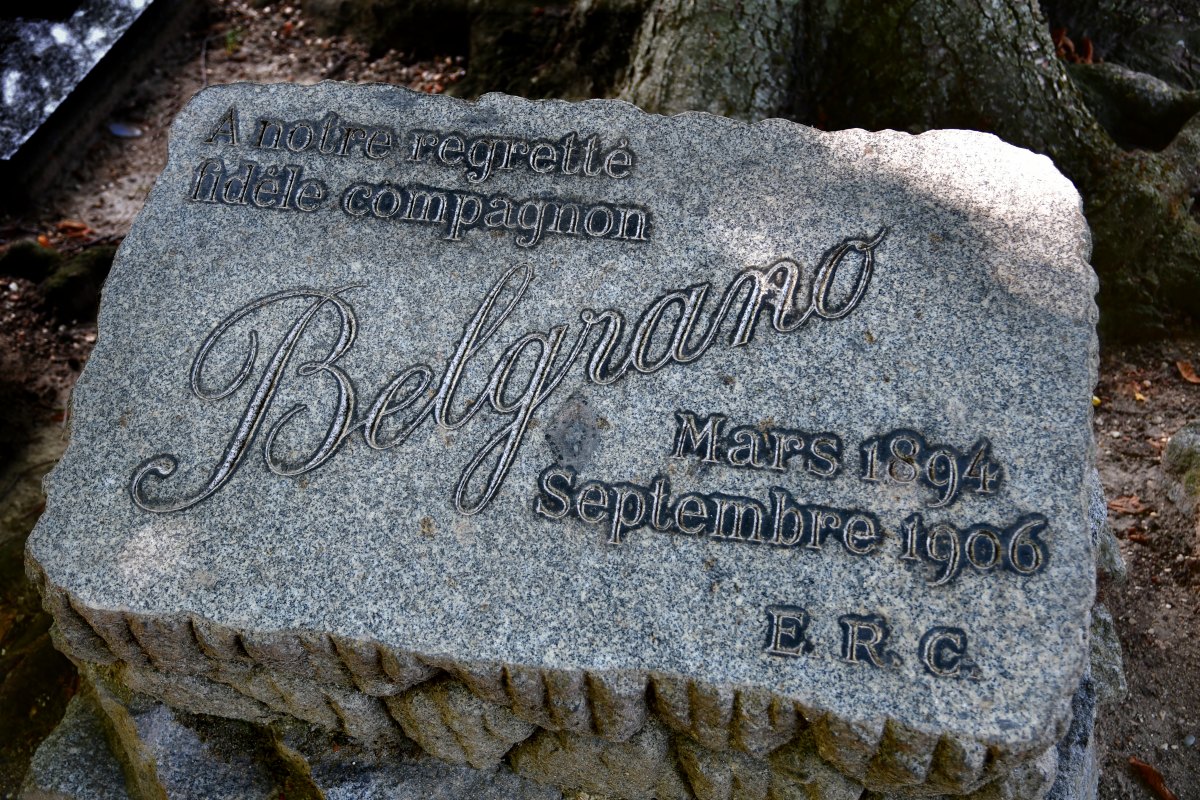 A notre regretté
fidèle compagnon
Belgrano
Mars 1894
Septembre 1906
E. R. C.